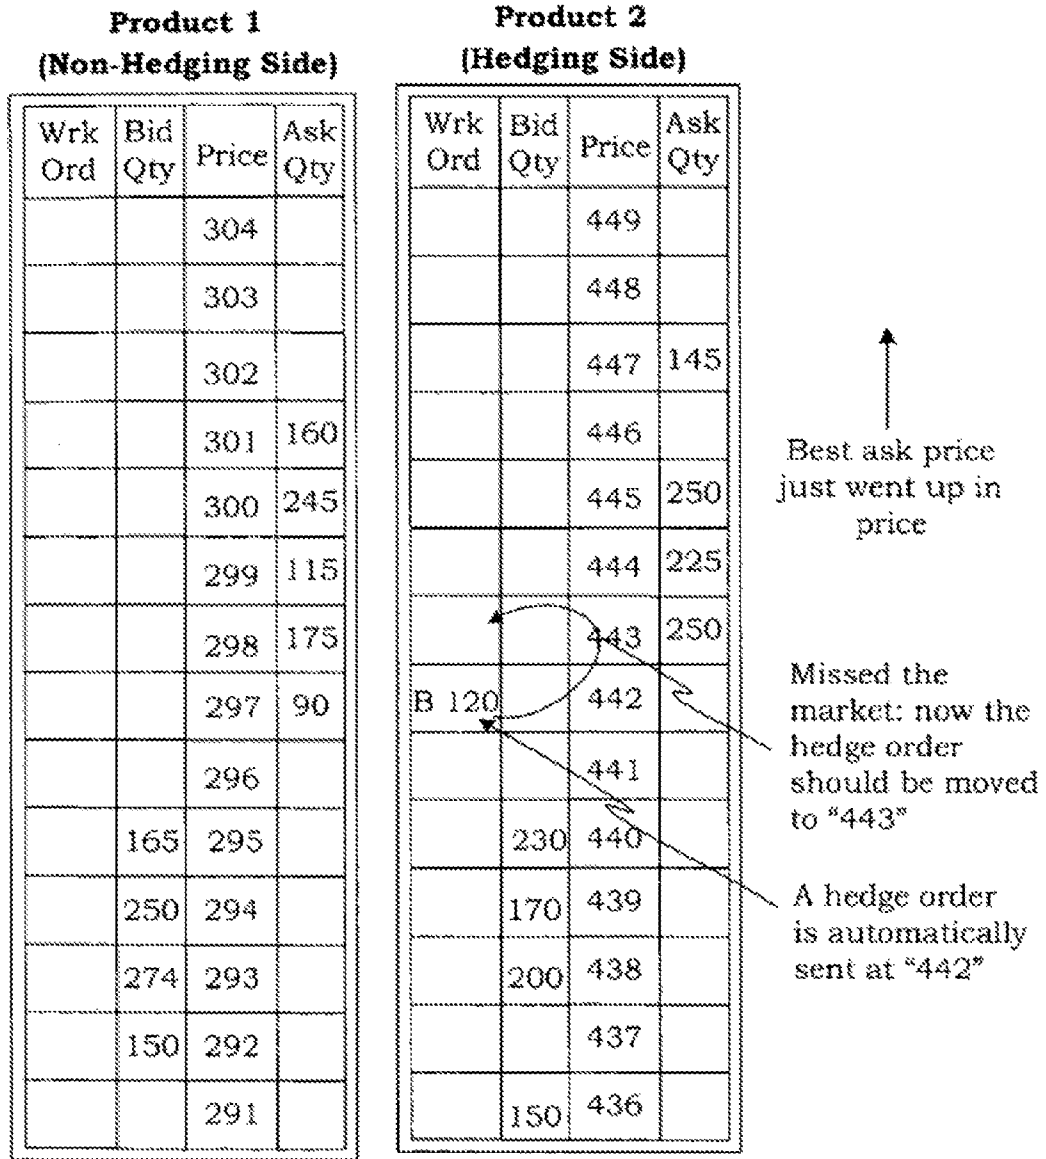 Product 1
(Non-Hedging Side)
Wrk Ord Bid Qty Price Ask Qty
304
303
302
301 160
300 245
299 115
298 175
297 90
296
165 295
250 294
274 293
150 292
291
Product 2
(Hedging Side)
Wrk Ord Bid Qty Price Ask Qty
449
448
447 145
446
445 250
444 225
443 250
B 120 442
441
230 440
170 439
200 438
437
150 436
Best ask price
just went up in
price
Missed the
market: now the
hedge order
should be moved
to "443"
A hedge order
is automatically
sent at "442"